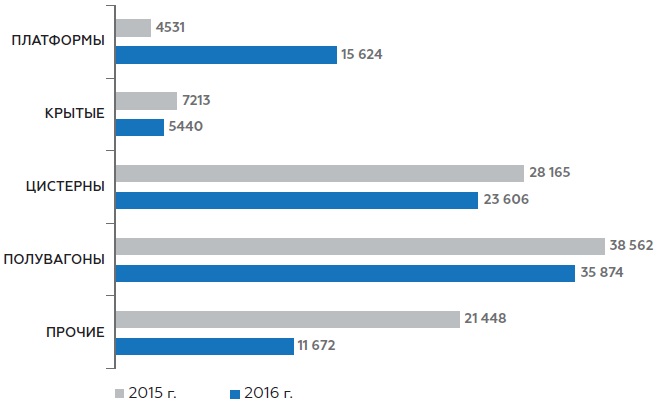 ПЛАТФОРМЫ
4531
15 624
КРЫТЫЕ
7213
5440
ЦИСТЕРНЫ
28 165
23 606
ПОЛУВАГОНЫ
38 562
35 874
ПРОЧИЕ
21 448
11 672
2015 г. 2016 г.